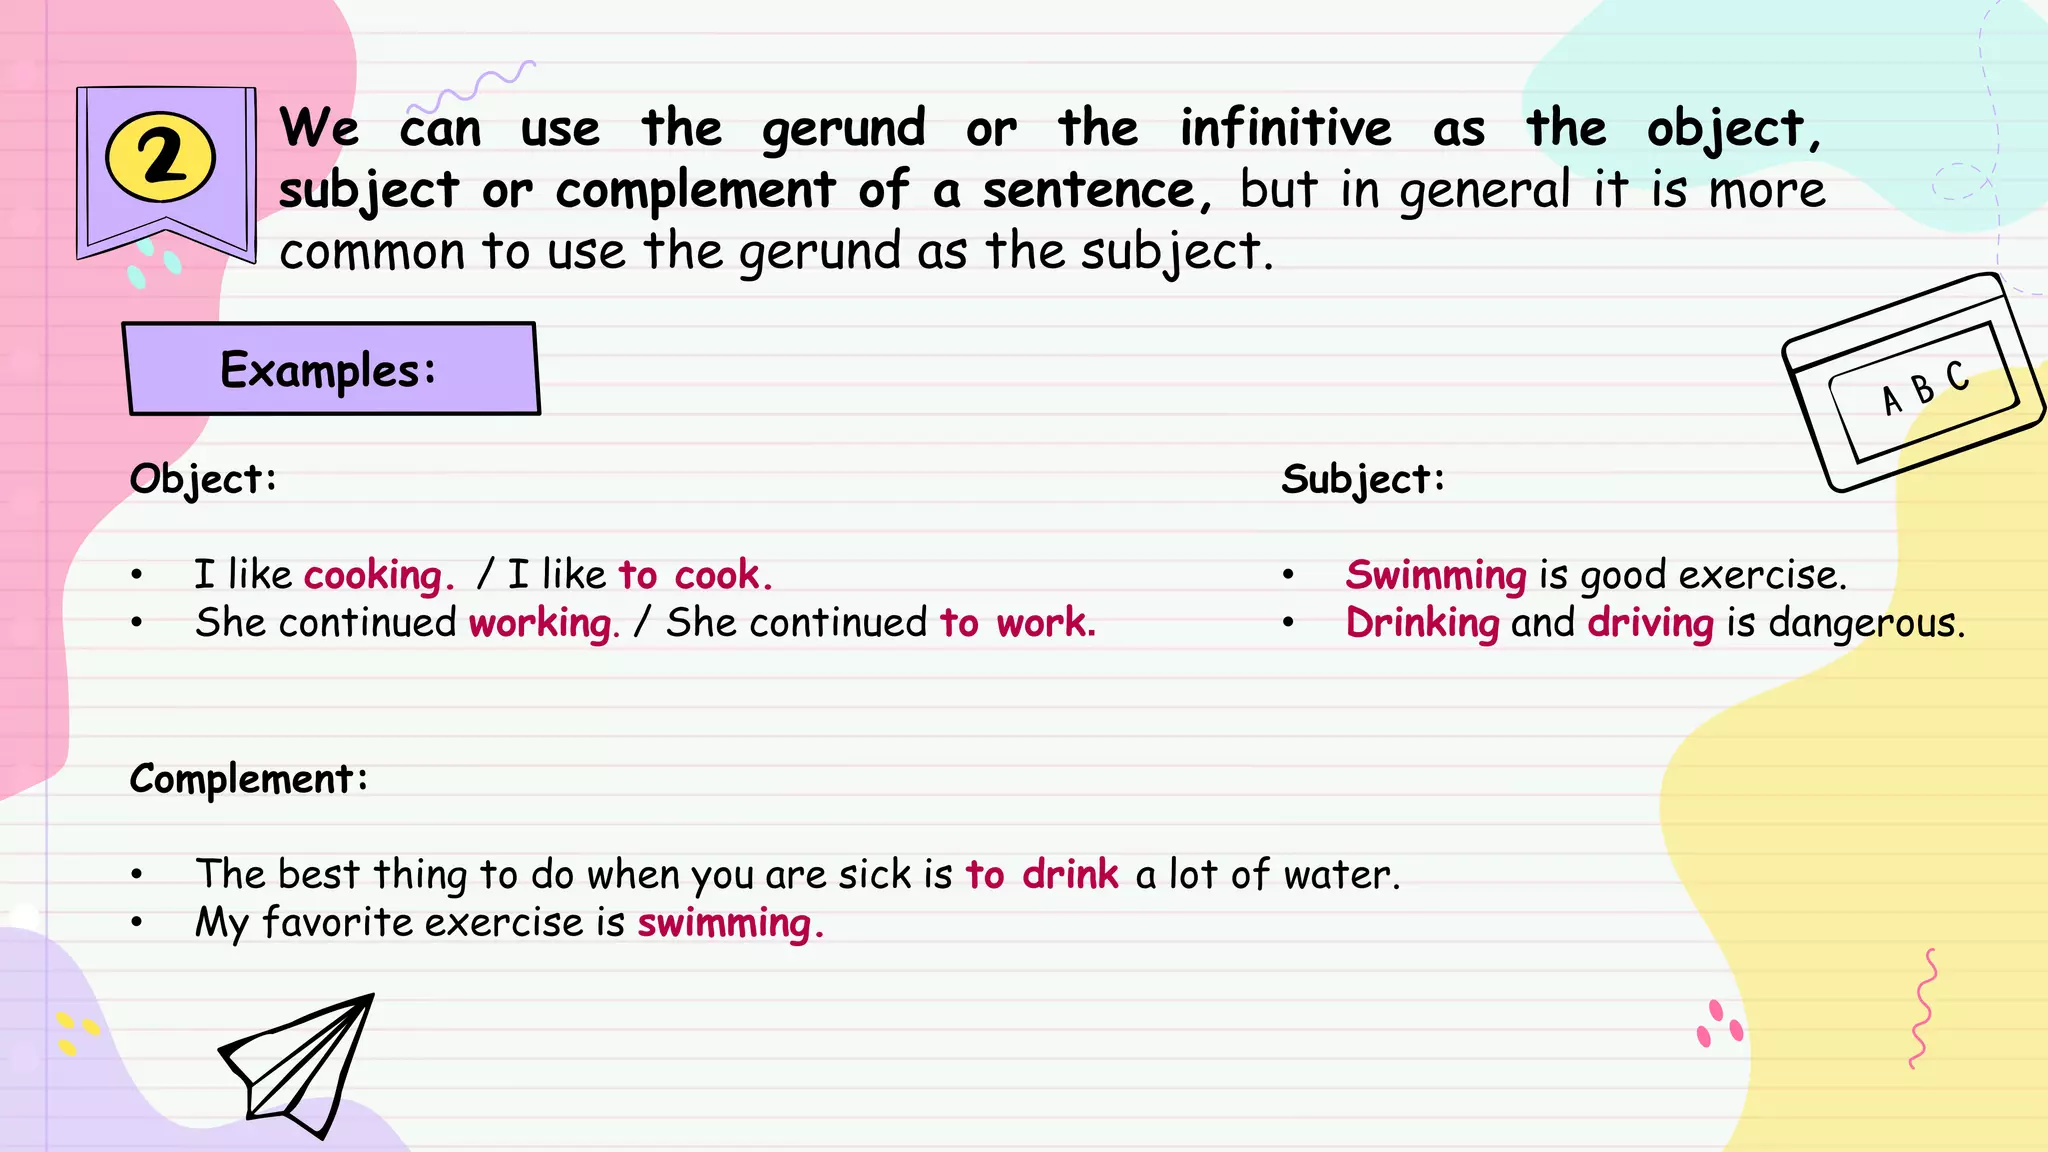 2
We can use the gerund or the infinitive as the object,
subject or complement of a sentence, but in general it is more
common to use the gerund as the subject.
Examples:
A B C
Object:
• I like cooking. / I like to cook.
• She continued working. / She continued to work.
Subject:
• Swimming is good exercise.
• Drinking and driving is dangerous.
Complement:
• The best thing to do when you are sick is to drink a lot of water.
• My favorite exercise is swimming.